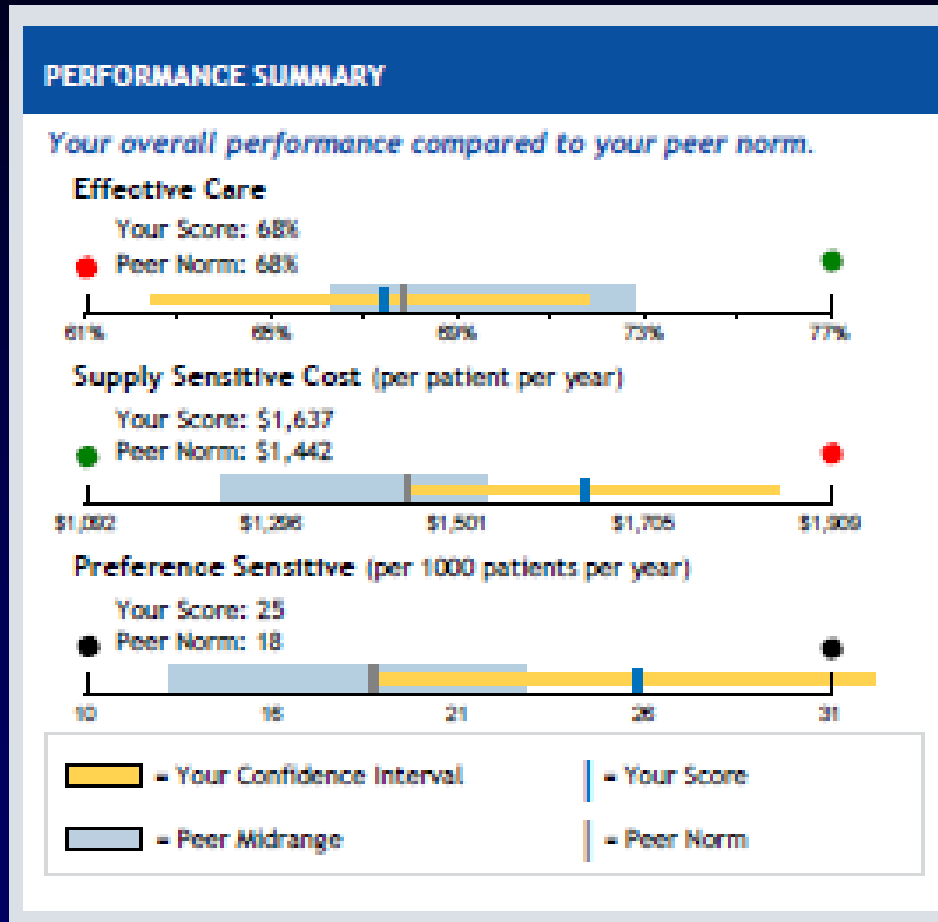 PERFORMANCE SUMMARY
Your overall performance compared to your peer norm.
Effective Care
Your Score: 68%
Peer Norm: 68%
61% 65% 69% 73% 77%
Supply Sensitive Cost (per patient per year)
Your Score: $1,637
Peer Norm: $1,442
$1,092 $1,296 $1,501 $1,705 $1,909
Preference Sensitive (per 1000 patients per year)
Your Score: 25
Peer Norm: 18
10 16 21 26 31
= Your Confidence Interval
= Your Score
= Peer Midrange
= Peer Norm